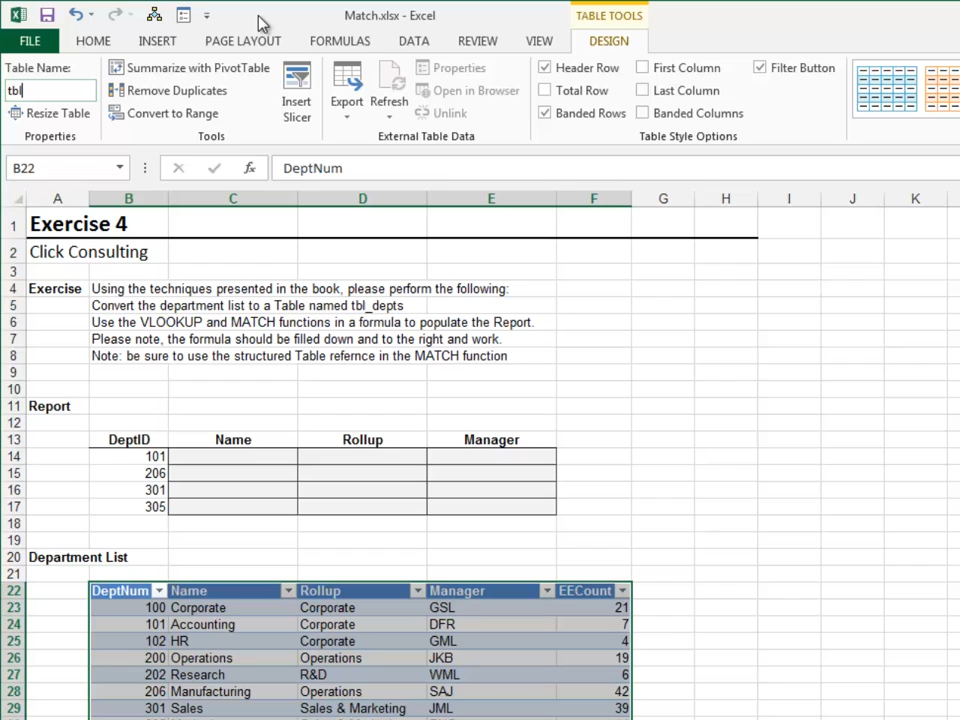 Match.xlsx - Excel
TABLE TOOLS
FILE HOME INSERT PAGE LAYOUT FORMULAS DATA REVIEW VIEW DESIGN
Table Name:
tbl
Resize Table
Properties
Summarize with PivotTable
Remove Duplicates
Convert to Range
Tools
Insert Slicer
Export
Refresh
Properties
Open in Browser
Unlink
External Table Data
Header Row First Column Filter Button
Total Row Last Column
Banded Rows Banded Columns
Table Style Options
B22 fx DeptNum
A B C D E F G H I J K
1 Exercise 4
2 Click Consulting
3
4 Exercise Using the techniques presented in the book, please perform the following:
5 Convert the department list to a Table named tbl_depts
6 Use the VLOOKUP and MATCH functions in a formula to populate the Report.
7 Please note, the formula should be filled down and to the right and work.
8 Note: be sure to use the structured Table refernce in the MATCH function
9
10
11 Report
12
13 DeptID Name Rollup Manager
14 101
15 206
16 301
17 305
18
19
20 Department List
21
22 DeptNum Name Rollup Manager EECount
23 100 Corporate Corporate GSL 21
24 101 Accounting Corporate DFR 7
25 102 HR Corporate GML 4
26 200 Operations Operations JKB 19
27 202 Research R&D WML 6
28 206 Manufacturing Operations SAJ 42
29 301 Sales Sales & Marketing JML 39